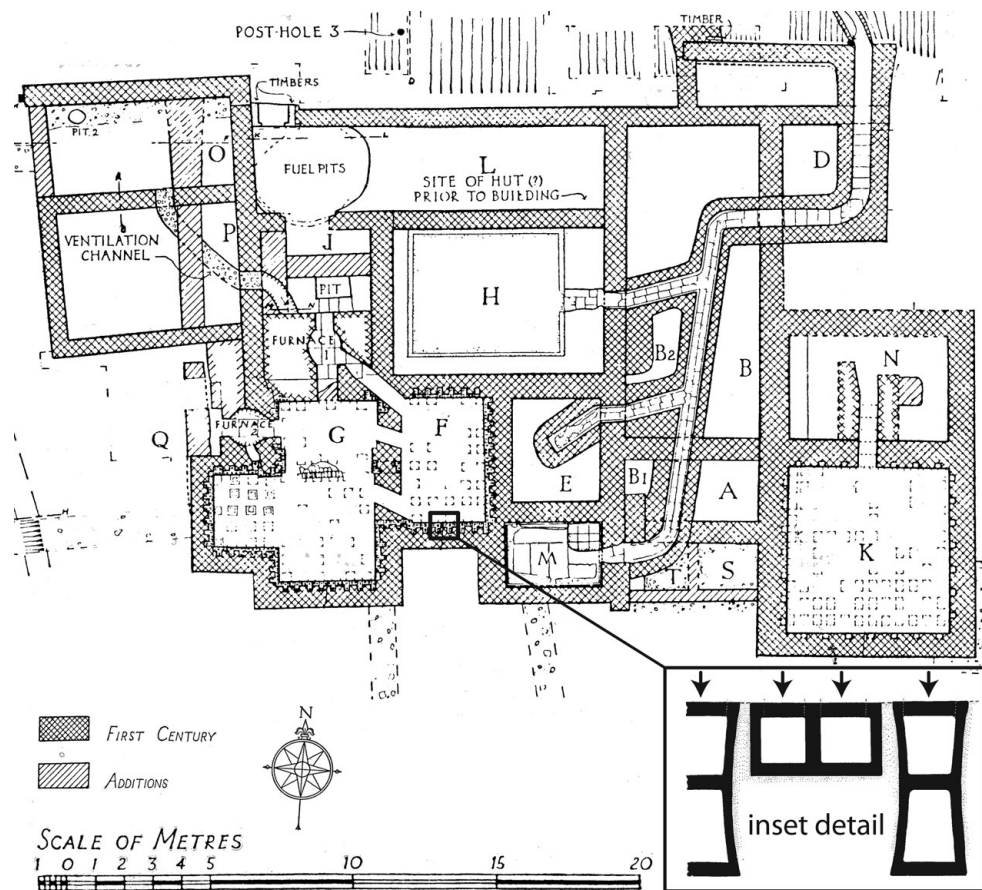 POST-HOLE 3
TIMBER
TIMBERS
PIT. 2
O
FUEL PITS
L
SITE OF HUT (?)
PRIOR TO BUILDING
D
A
B
P
VENTILATION
CHANNEL
J
PIT
H
FURNACE
1
B2
B
N
FURNACE
2
Q
G
F
E
B1
A
K
M
T
S
N
FIRST CENTURY
ADDITIONS
inset detail
SCALE OF METRES
1 0 1 2 3 4 5 10 15 20